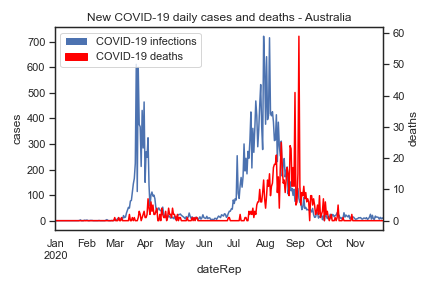 New COVID-19 daily cases and deaths - Australia
COVID-19 infections
COVID-19 deaths
700
600
500
400
300
200
100
0
cases
60
50
40
30
20
10
0
deaths
Jan Feb Mar Apr May Jun Jul Aug Sep Oct Nov
2020
dateRep